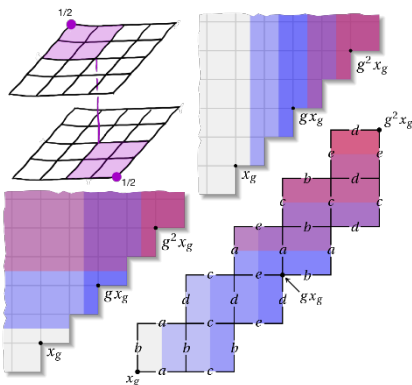 1/2
1/2
g²x_g
gx_g
x_g
g²x_g
gx_g
x_g
g²x_g
d
e e
b d
c c c
e b d
a a a
c e b
gx_g
d d d
a c e
b b b
a c
x_g